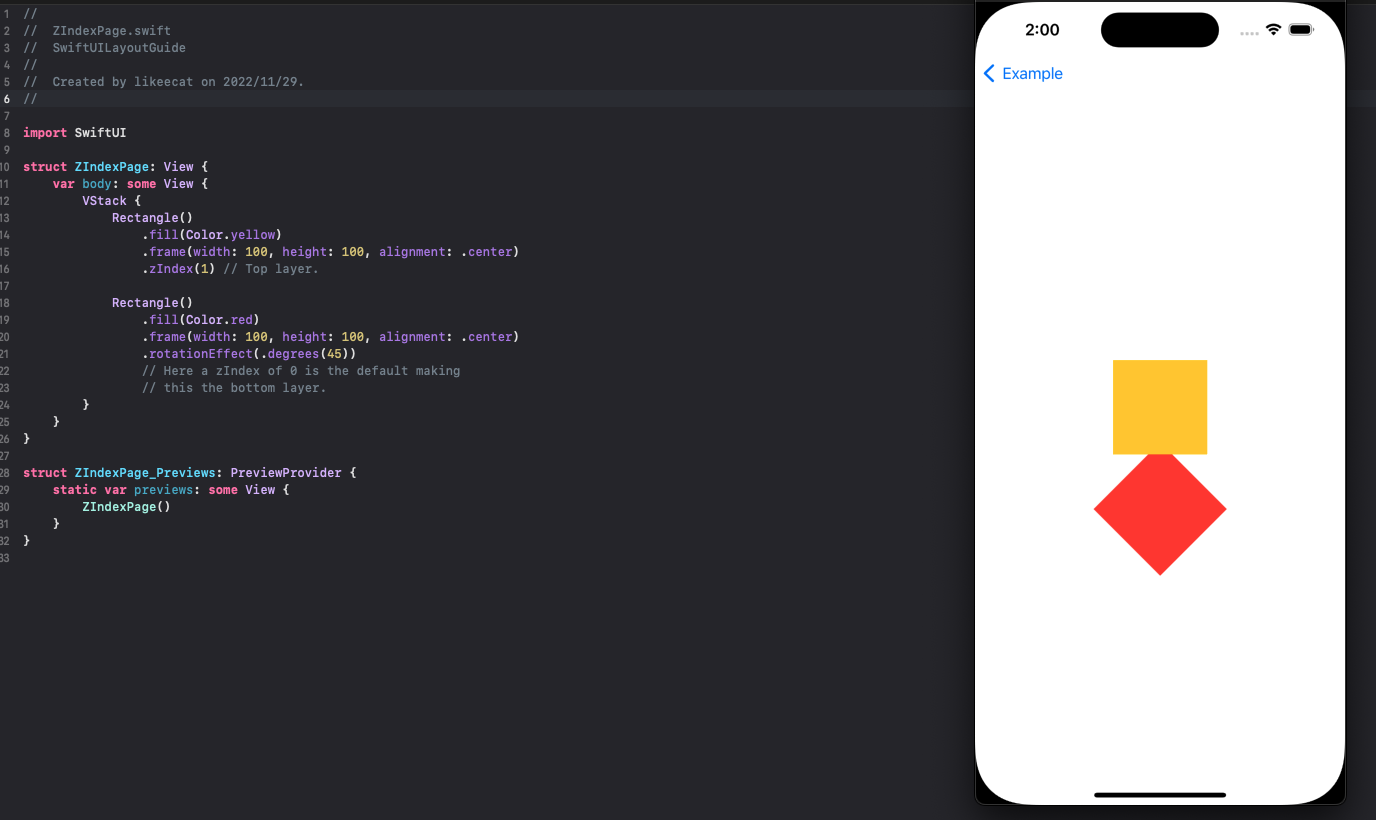 1 //
2 //  ZIndexPage.swift
3 //  SwiftUILayoutGuide
4 //
5 //  Created by likeecat on 2022/11/29.
6 //
7
8 import SwiftUI
9
10 struct ZIndexPage: View {
11     var body: some View {
12         VStack {
13             Rectangle()
14                 .fill(Color.yellow)
15                 .frame(width: 100, height: 100, alignment: .center)
16                 .zIndex(1) // Top layer.
17
18             Rectangle()
19                 .fill(Color.red)
20                 .frame(width: 100, height: 100, alignment: .center)
21                 .rotationEffect(.degrees(45))
22                 // Here a zIndex of 0 is the default making
23                 // this the bottom layer.
24         }
25     }
26 }
27
28 struct ZIndexPage_Previews: PreviewProvider {
29     static var previews: some View {
30         ZIndexPage()
31     }
32 }
33
2:00
Example